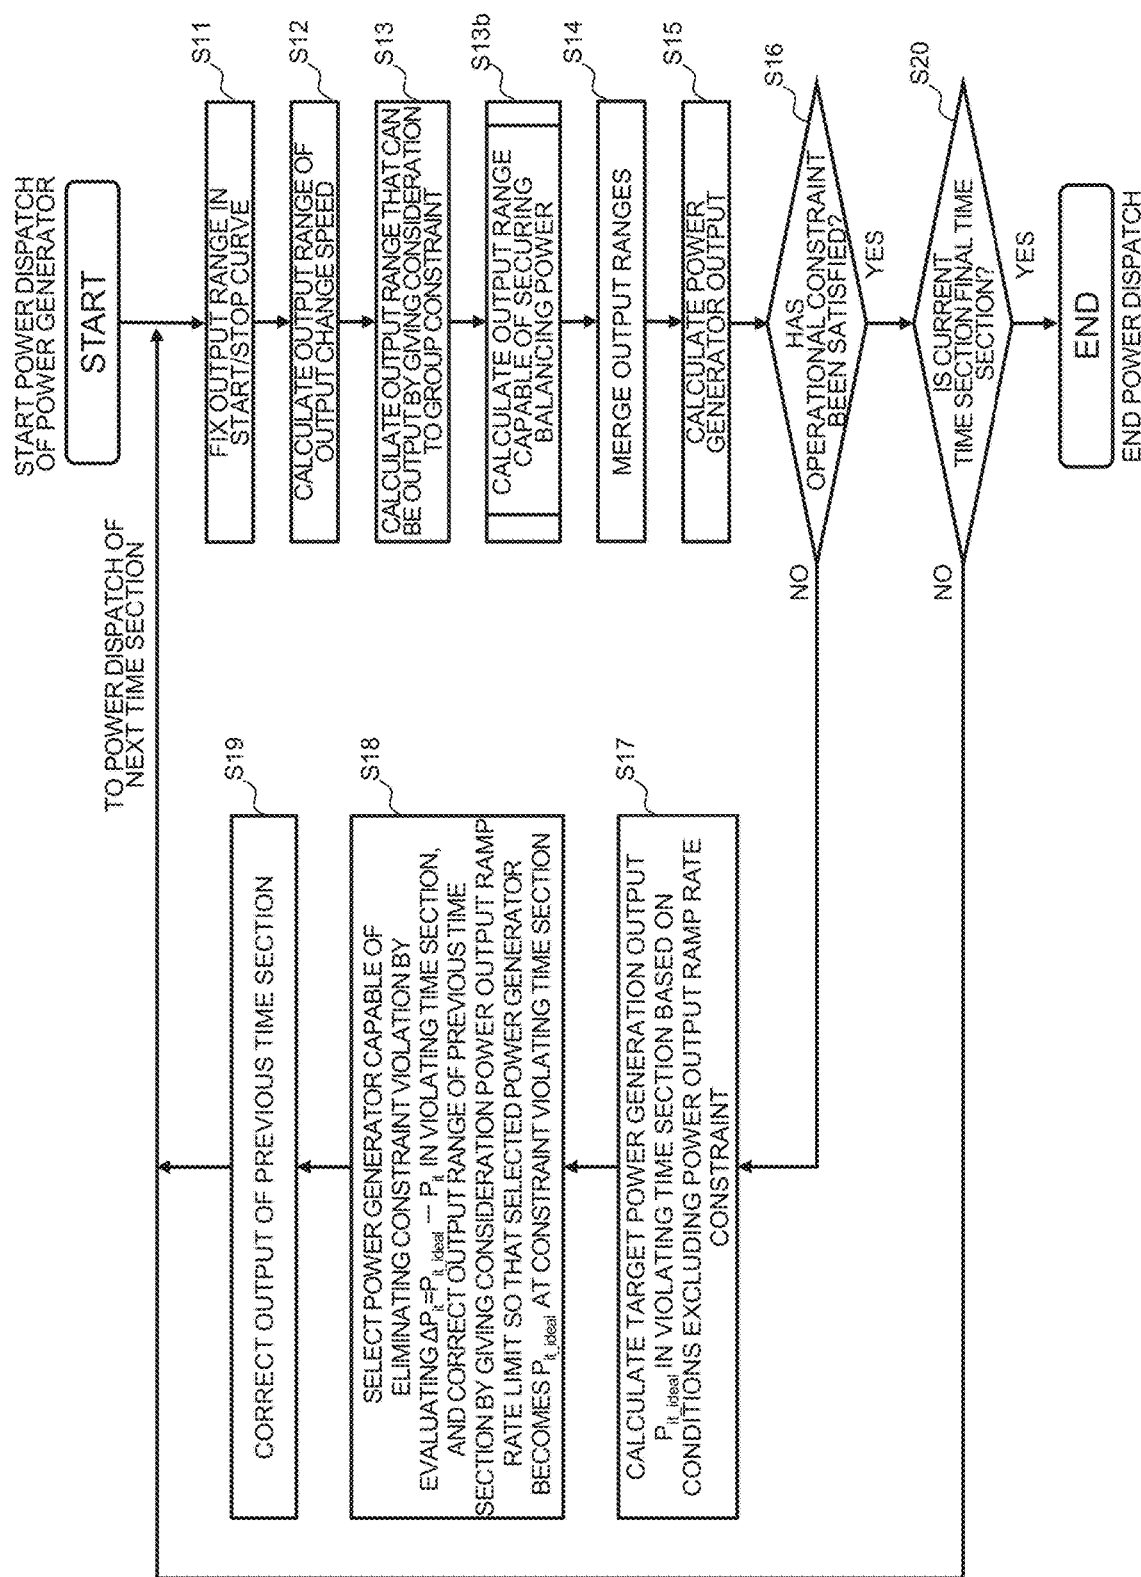 START POWER DISPATCH
OF POWER GENERATOR
START
TO POWER DISPATCH OF
NEXT TIME SECTION
S11
FIX OUTPUT RANGE IN
START/STOP CURVE
S12
CALCULATE OUTPUT RANGE OF
OUTPUT CHANGE SPEED
S13
CALCULATE OUTPUT RANGE THAT CAN
BE OUTPUT BY GIVING CONSIDERATION
TO GROUP CONSTRAINT
S13b
CALCULATE OUTPUT RANGE
CAPABLE OF SECURING
BALANCING POWER
S14
MERGE OUTPUT RANGES
S15
CALCULATE POWER
GENERATOR OUTPUT
S16
HAS
OPERATIONAL CONSTRAINT
BEEN SATISFIED?
YES
NO
S20
IS CURRENT
TIME SECTION FINAL TIME
SECTION?
YES
NO
END
END POWER DISPATCH
S19
CORRECT OUTPUT OF PREVIOUS TIME SECTION
S18
SELECT POWER GENERATOR CAPABLE OF
ELIMINATING CONSTRAINT VIOLATION BY
EVALUATING ΔP_it=P_it_ideal − P_it IN VIOLATING TIME SECTION,
AND CORRECT OUTPUT RANGE OF PREVIOUS TIME
SECTION BY GIVING CONSIDERATION POWER OUTPUT RAMP
RATE LIMIT SO THAT SELECTED POWER GENERATOR
BECOMES P_it_ideal AT CONSTRAINT VIOLATING TIME SECTION
S17
CALCULATE TARGET POWER GENERATION OUTPUT
P_it_ideal IN VIOLATING TIME SECTION BASED ON
CONDITIONS EXCLUDING POWER OUTPUT RAMP RATE
CONSTRAINT